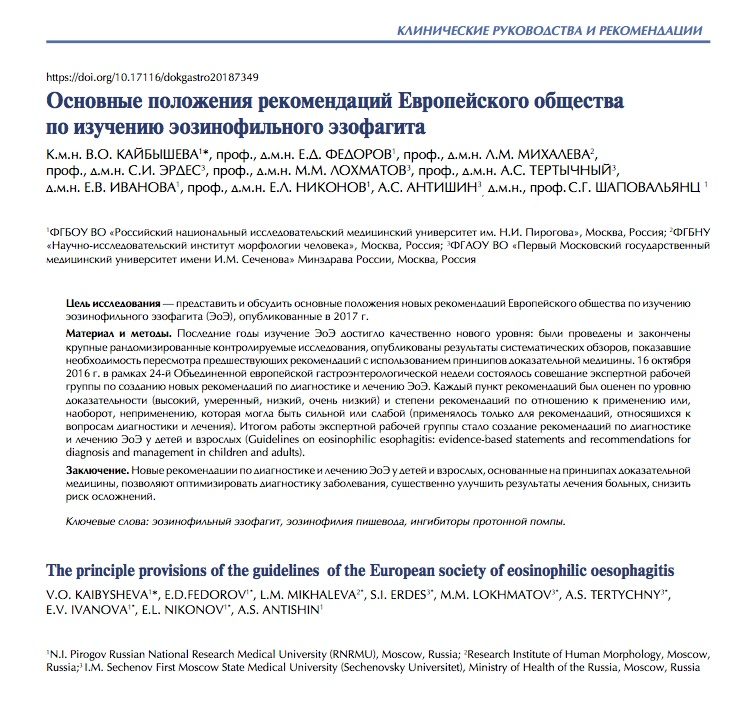 КЛИНИЧЕСКИЕ РУКОВОДСТВА И РЕКОМЕНДАЦИИ
https://doi.org/10.17116/dokgastro20187349
Основные положения рекомендаций Европейского общества
по изучению эозинофильного эзофагита
К.м.н. В.О. КАЙБЫШЕВА¹*, проф., д.м.н. Е.Д. ФЕДОРОВ¹, проф., д.м.н. Л.М. МИХАЛЕВА²,
проф., д.м.н. С.И. ЭРДЕС³, проф., д.м.н. М.М. ЛОХМАТОВ³, проф., д.м.н. А.С. ТЕРТЫЧНЫЙ³,
д.м.н. Е.В. ИВАНОВА¹, проф., д.м.н. Е.Л. НИКОНОВ¹, А.С. АНТИШИН³, д.м.н., проф. С.Г. ШАПОВАЛЬЯНЦ ¹
¹ФГБОУ ВО «Российский национальный исследовательский медицинский университет им. Н.И. Пирогова», Москва, Россия; ²ФГБНУ
«Научно-исследовательский институт морфологии человека», Москва, Россия; ³ФГАОУ ВО «Первый Московский государственный
медицинский университет имени И.М. Сеченова» Минздрава России, Москва, Россия
Цель исследования — представить и обсудить основные положения новых рекомендаций Европейского общества по изучению
эозинофильного эзофагита (ЭоЭ), опубликованные в 2017 г.
Материал и методы. Последние годы изучение ЭоЭ достигло качественно нового уровня: были проведены и закончены
крупные рандомизированные контролируемые исследования, опубликованы результаты систематических обзоров, показавшие
необходимость пересмотра предшествующих рекомендаций с использованием принципов доказательной медицины. 16 октября
2016 г. в рамках 24-й Объединенной европейской гастроэнтерологической недели состоялось совещание экспертной рабочей
группы по созданию новых рекомендаций по диагностике и лечению ЭоЭ. Каждый пункт рекомендаций был оценен по уровню
доказательности (высокий, умеренный, низкий, очень низкий) и степени рекомендаций по отношению к применению или,
наоборот, неприменению, которая могла быть сильной или слабой (применялось только для рекомендаций, относящихся к
вопросам диагностики и лечения). Итогом работы экспертной рабочей группы стало создание рекомендаций по диагностике
и лечению ЭоЭ у детей и взрослых (Guidelines on eosinophilic esophagitis: evidence-based statements and recommendations for
diagnosis and management in children and adults).
Заключение. Новые рекомендации по диагностике и лечению ЭоЭ у детей и взрослых, основанные на принципах доказательной
медицины, позволяют оптимизировать диагностику заболевания, существенно улучшить результаты лечения больных, снизить
риск осложнений.
Ключевые слова: эозинофильный эзофагит, эозинофилия пищевода, ингибиторы протонной помпы.
The principle provisions of the guidelines of the European society of eosinophilic oesophagitis
V.O. KAIBYSHEVA¹*, E.D.FEDOROV¹*, L.M. MIKHALEVA²*, S.I. ERDES³*, M.M. LOKHMATOV³*, A.S. TERTYCHNY³*,
E.V. IVANOVA¹*, E.L. NIKONOV¹*, A.S. ANTISHIN¹
¹N.I. Pirogov Russian National Research Medical University (RNRMU), Moscow, Russia; ²Research Institute of Human Morphology, Moscow,
Russia;³ I.M. Sechenov First Moscow State Medical University (Sechenovsky Universitet), Ministry of Health of the Russia, Moscow, Russia